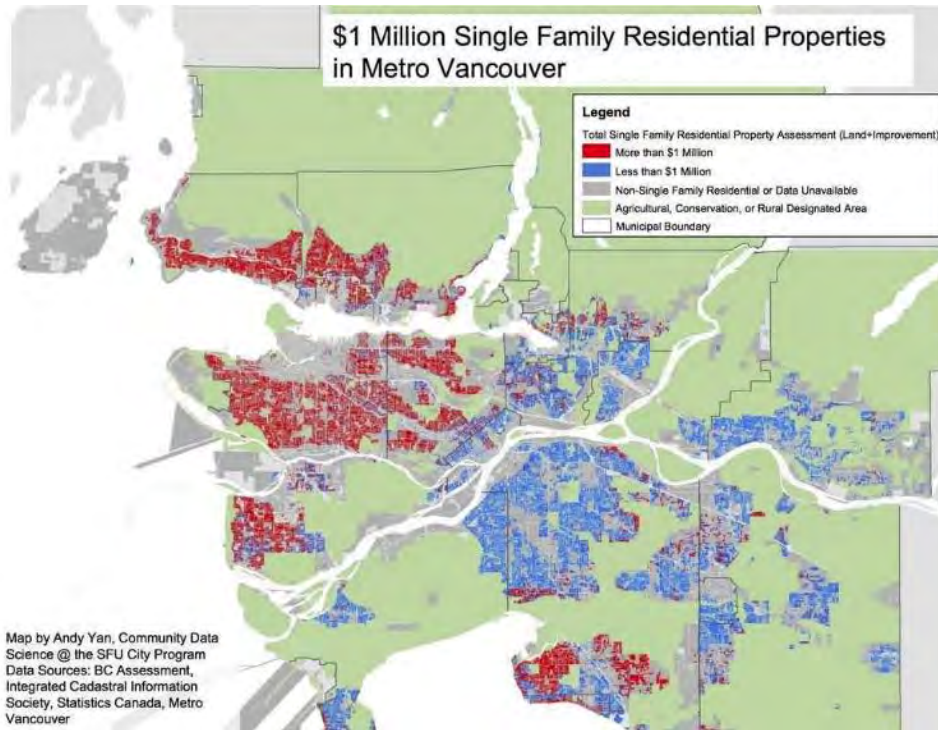 $1 Million Single Family Residential Properties
in Metro Vancouver
Legend
Total Single Family Residential Property Assessment (Land+Improvement)
More than $1 Million
Less than $1 Million
Non-Single Family Residential or Data Unavailable
Agricultural, Conservation, or Rural Designated Area
Municipal Boundary
Map by Andy Yan, Community Data
Science @ the SFU City Program
Data Sources: BC Assessment,
Integrated Cadastral Information
Society, Statistics Canada, Metro
Vancouver